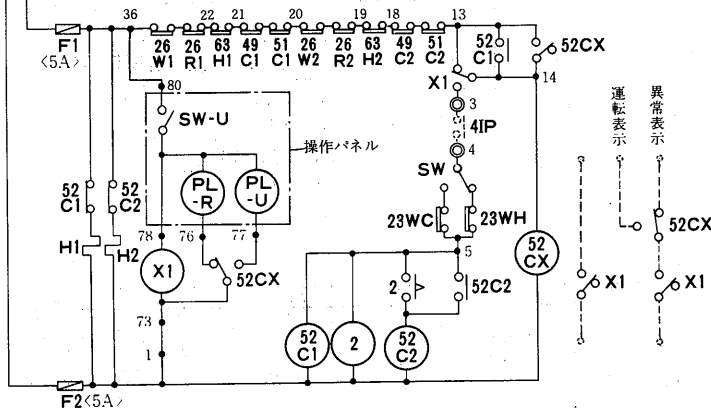 36 22 21 20 19 18 13
F1
<5A>
26 W1
26 R1
63 H1
49 C1
51 C1
26 W2
26 R2
63 H2
49 C2
51 C2
52 C1
52CX
14
X1
80
SW-U
3
4IP
4
操作パネル
運転表示
異常表示
PL-R
PL-U
SW
52 C1
52 C2
23WC
23WH
52CX
H1
H2
78
76
77
5
X1
52CX
2
52C2
52 CX
X1
X1
73
1
52 C1
2
52 C2
F2<5A>